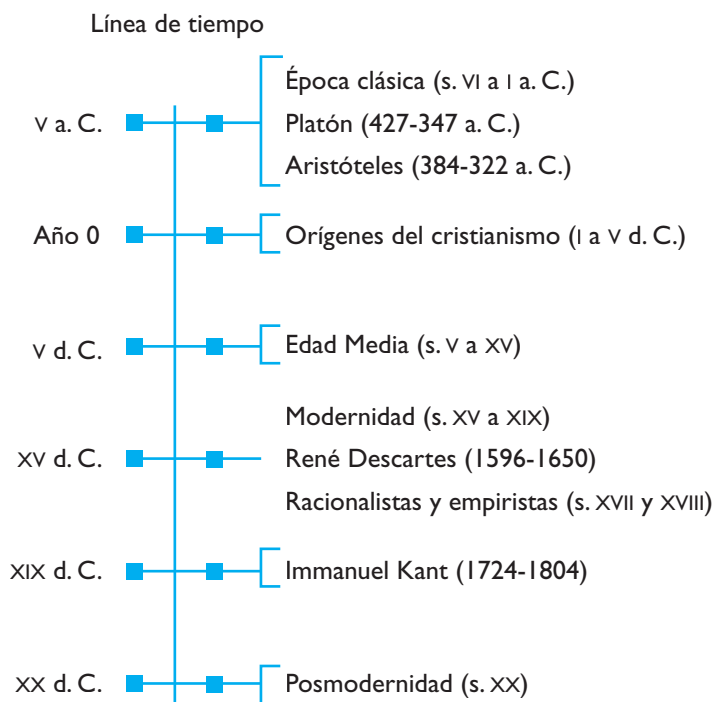 Línea de tiempo
Época clásica (s. VI a I a. C.)
V a. C.
Platón (427-347 a. C.)
Aristóteles (384-322 a. C.)
Año 0
Orígenes del cristianismo (I a V d. C.)
V d. C.
Edad Media (s. V a XV)
Modernidad (s. XV a XIX)
XV d. C.
René Descartes (1596-1650)
Racionalistas y empiristas (s. XVII y XVIII)
XIX d. C.
Immanuel Kant (1724-1804)
XX d. C.
Posmodernidad (s. XX)